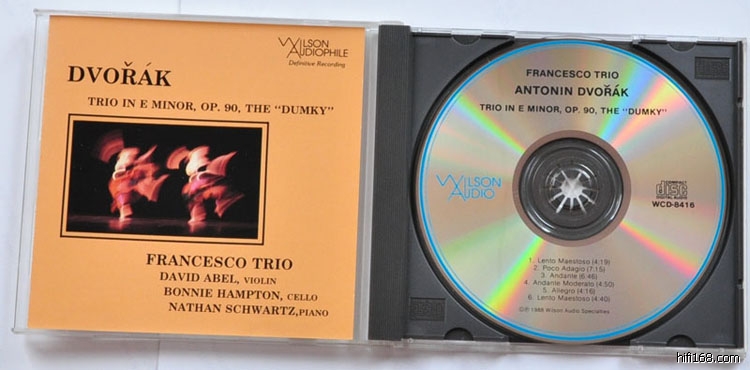 WILSON
AUDIOPHILE
Definitive Recording
DVOŘÁK
TRIO IN E MINOR, OP. 90, THE "DUMKY"
FRANCESCO TRIO
DAVID ABEL, VIOLIN
BONNIE HAMPTON, CELLO
NATHAN SCHWARTZ,PIANO
FRANCESCO TRIO
ANTONIN DVOŘÁK
TRIO IN E MINOR, OP. 90, THE "DUMKY"
WILSON
AUDIO
COMPACT
disc
DIGITAL AUDIO
WCD-8416
1. Lento Maestoso (4:19)
2. Poco Adagio (7:15)
3. Andante (6:46)
4. Andante Moderato (4:50)
5. Allegro (4:16)
6. Lento Maestoso (4:40)
©℗ 1988 Wilson Audio Specialties
hifi168.com